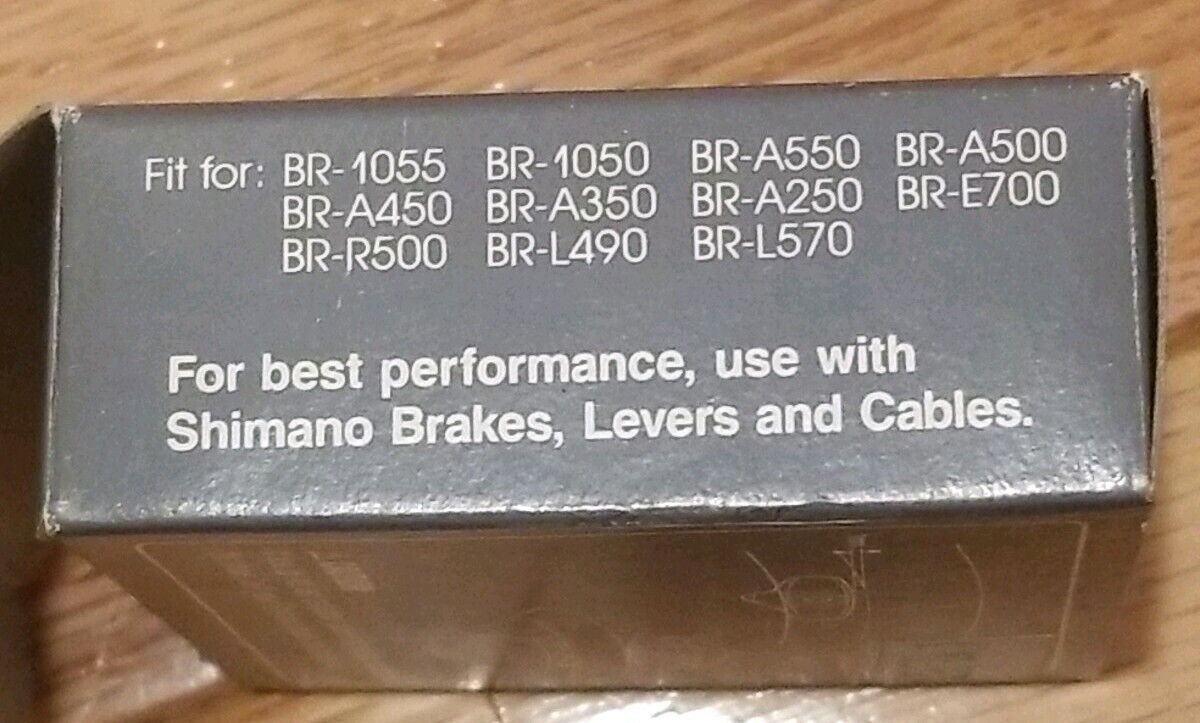 Fit for: BR-1055 BR-1050 BR-A550 BR-A500
BR-A450 BR-A350 BR-A250 BR-E700
BR-R500 BR-L490 BR-L570
For best performance, use with
Shimano Brakes, Levers and Cables.